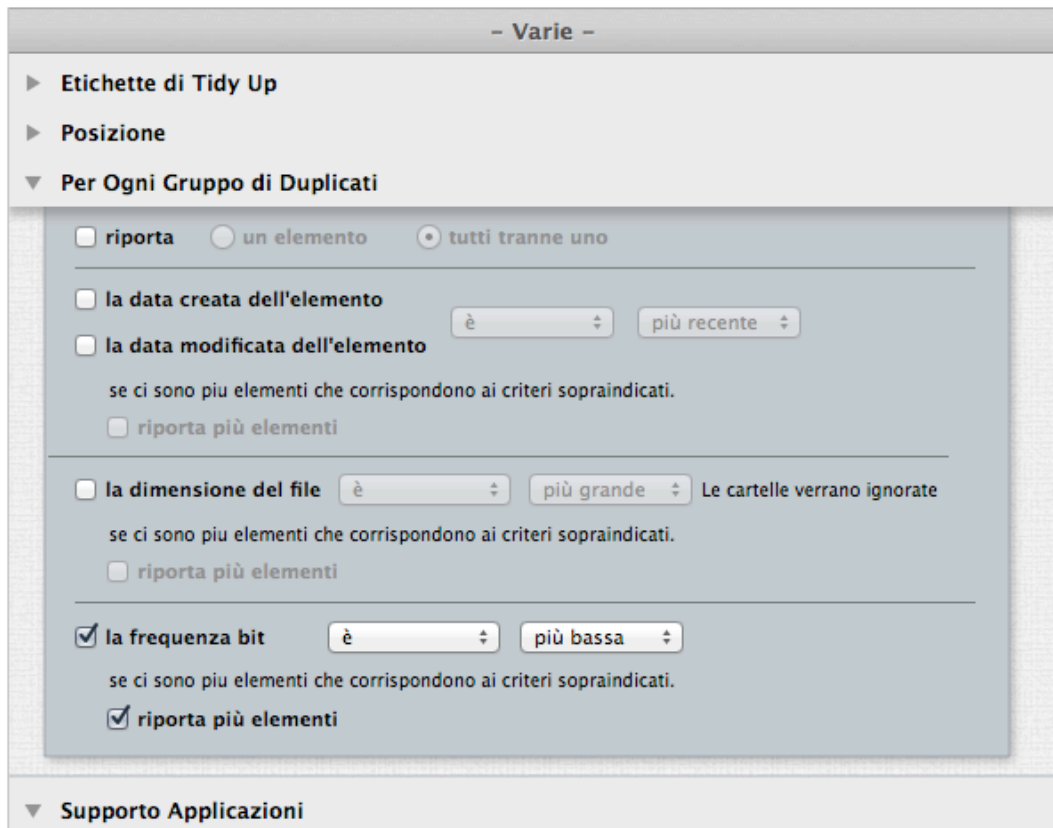 - Varie -
Etichette di Tidy Up
Posizione
Per Ogni Gruppo di Duplicati
riporta un elemento tutti tranne uno
la data creata dell'elemento
è più recente
la data modificata dell'elemento
se ci sono piu elementi che corrispondono ai criteri sopraindicati.
riporta più elementi
la dimensione del file è più grande Le cartelle verrano ignorate
se ci sono piu elementi che corrispondono ai criteri sopraindicati.
riporta più elementi
la frequenza bit è più bassa
se ci sono piu elementi che corrispondono ai criteri sopraindicati.
riporta più elementi
Supporto Applicazioni